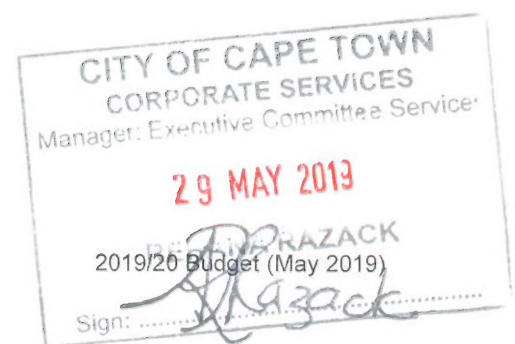 CITY OF CAPE TOWN
CORPORATE SERVICES
Manager: Executive Committee Service
29 MAY 2019
RAZACK
2019/20 Budget (May 2019)
Razack
Sign: